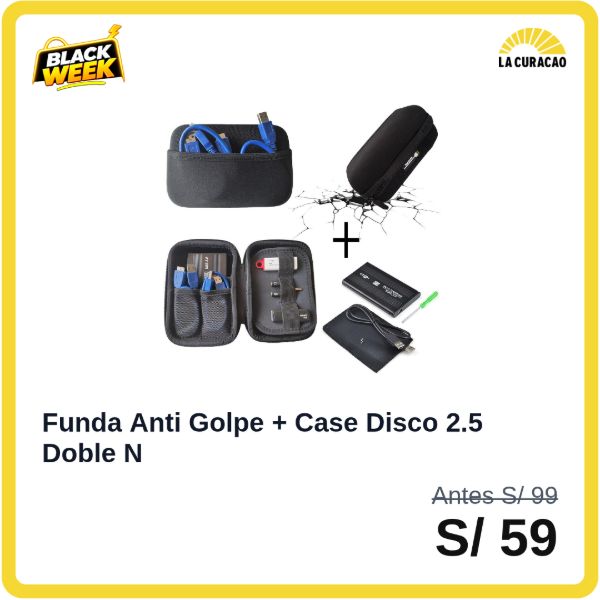 BLACK
WEEK
LA CURACAO
Funda Anti Golpe + Case Disco 2.5
Doble N
Antes S/ 99
S/ 59